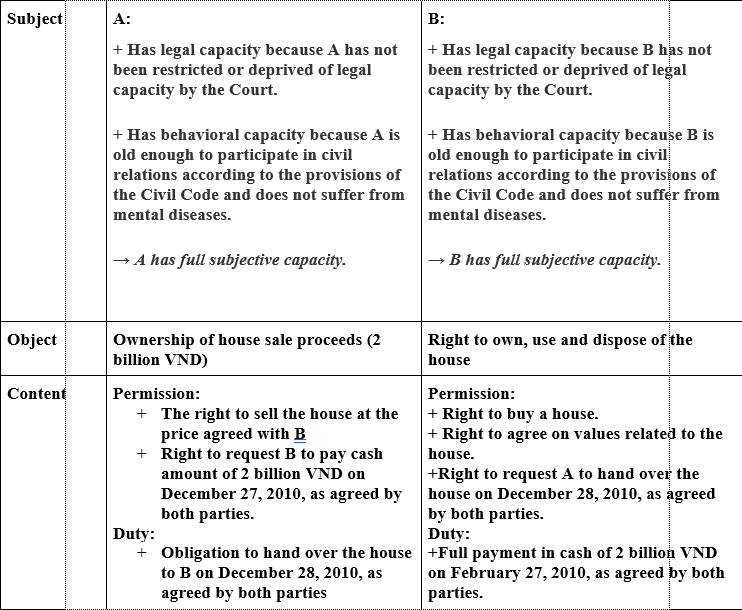 Subject
A:
+ Has legal capacity because A has not
been restricted or deprived of legal
capacity by the Court.
+ Has behavioral capacity because A is
old enough to participate in civil
relations according to the provisions of
the Civil Code and does not suffer from
mental diseases.
→ A has full subjective capacity.
B:
+ Has legal capacity because B has not
been restricted or deprived of legal
capacity by the Court.
+ Has behavioral capacity because B is
old enough to participate in civil
relations according to the provisions of
the Civil Code and does not suffer from
mental diseases.
→ B has full subjective capacity.
Object
Ownership of house sale proceeds (2
billion VND)
Right to own, use and dispose of the
house
Content
Permission:
+ The right to sell the house at the
price agreed with B
+ Right to request B to pay cash
amount of 2 billion VND on
December 27, 2010, as agreed by
both parties.
Duty:
+ Obligation to hand over the house
to B on December 28, 2010, as
agreed by both parties
Permission:
+ Right to buy a house.
+ Right to agree on values related to the
house.
+Right to request A to hand over the
house on December 28, 2010, as agreed
by both parties.
Duty:
+Full payment in cash of 2 billion VND
on February 27, 2010, as agreed by both
parties.